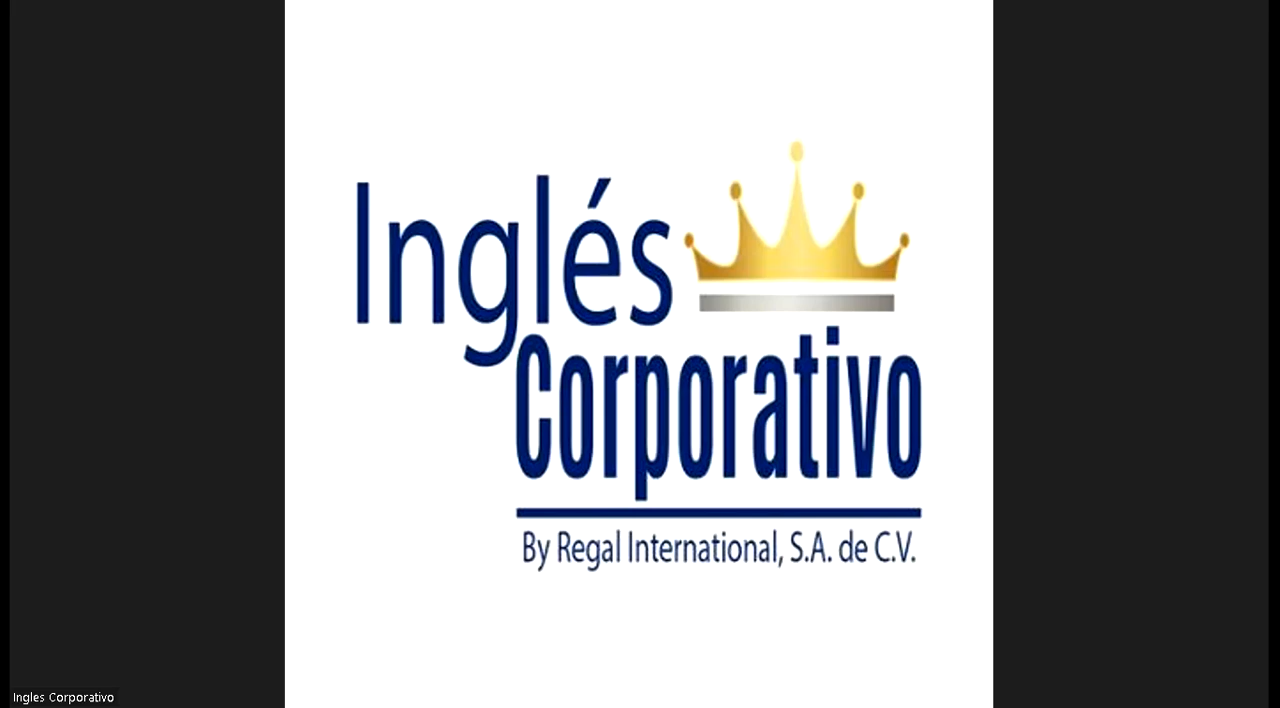 Inglés
Corporativo
By Regal International, S.A. de C.V.
Ingles Corporativo